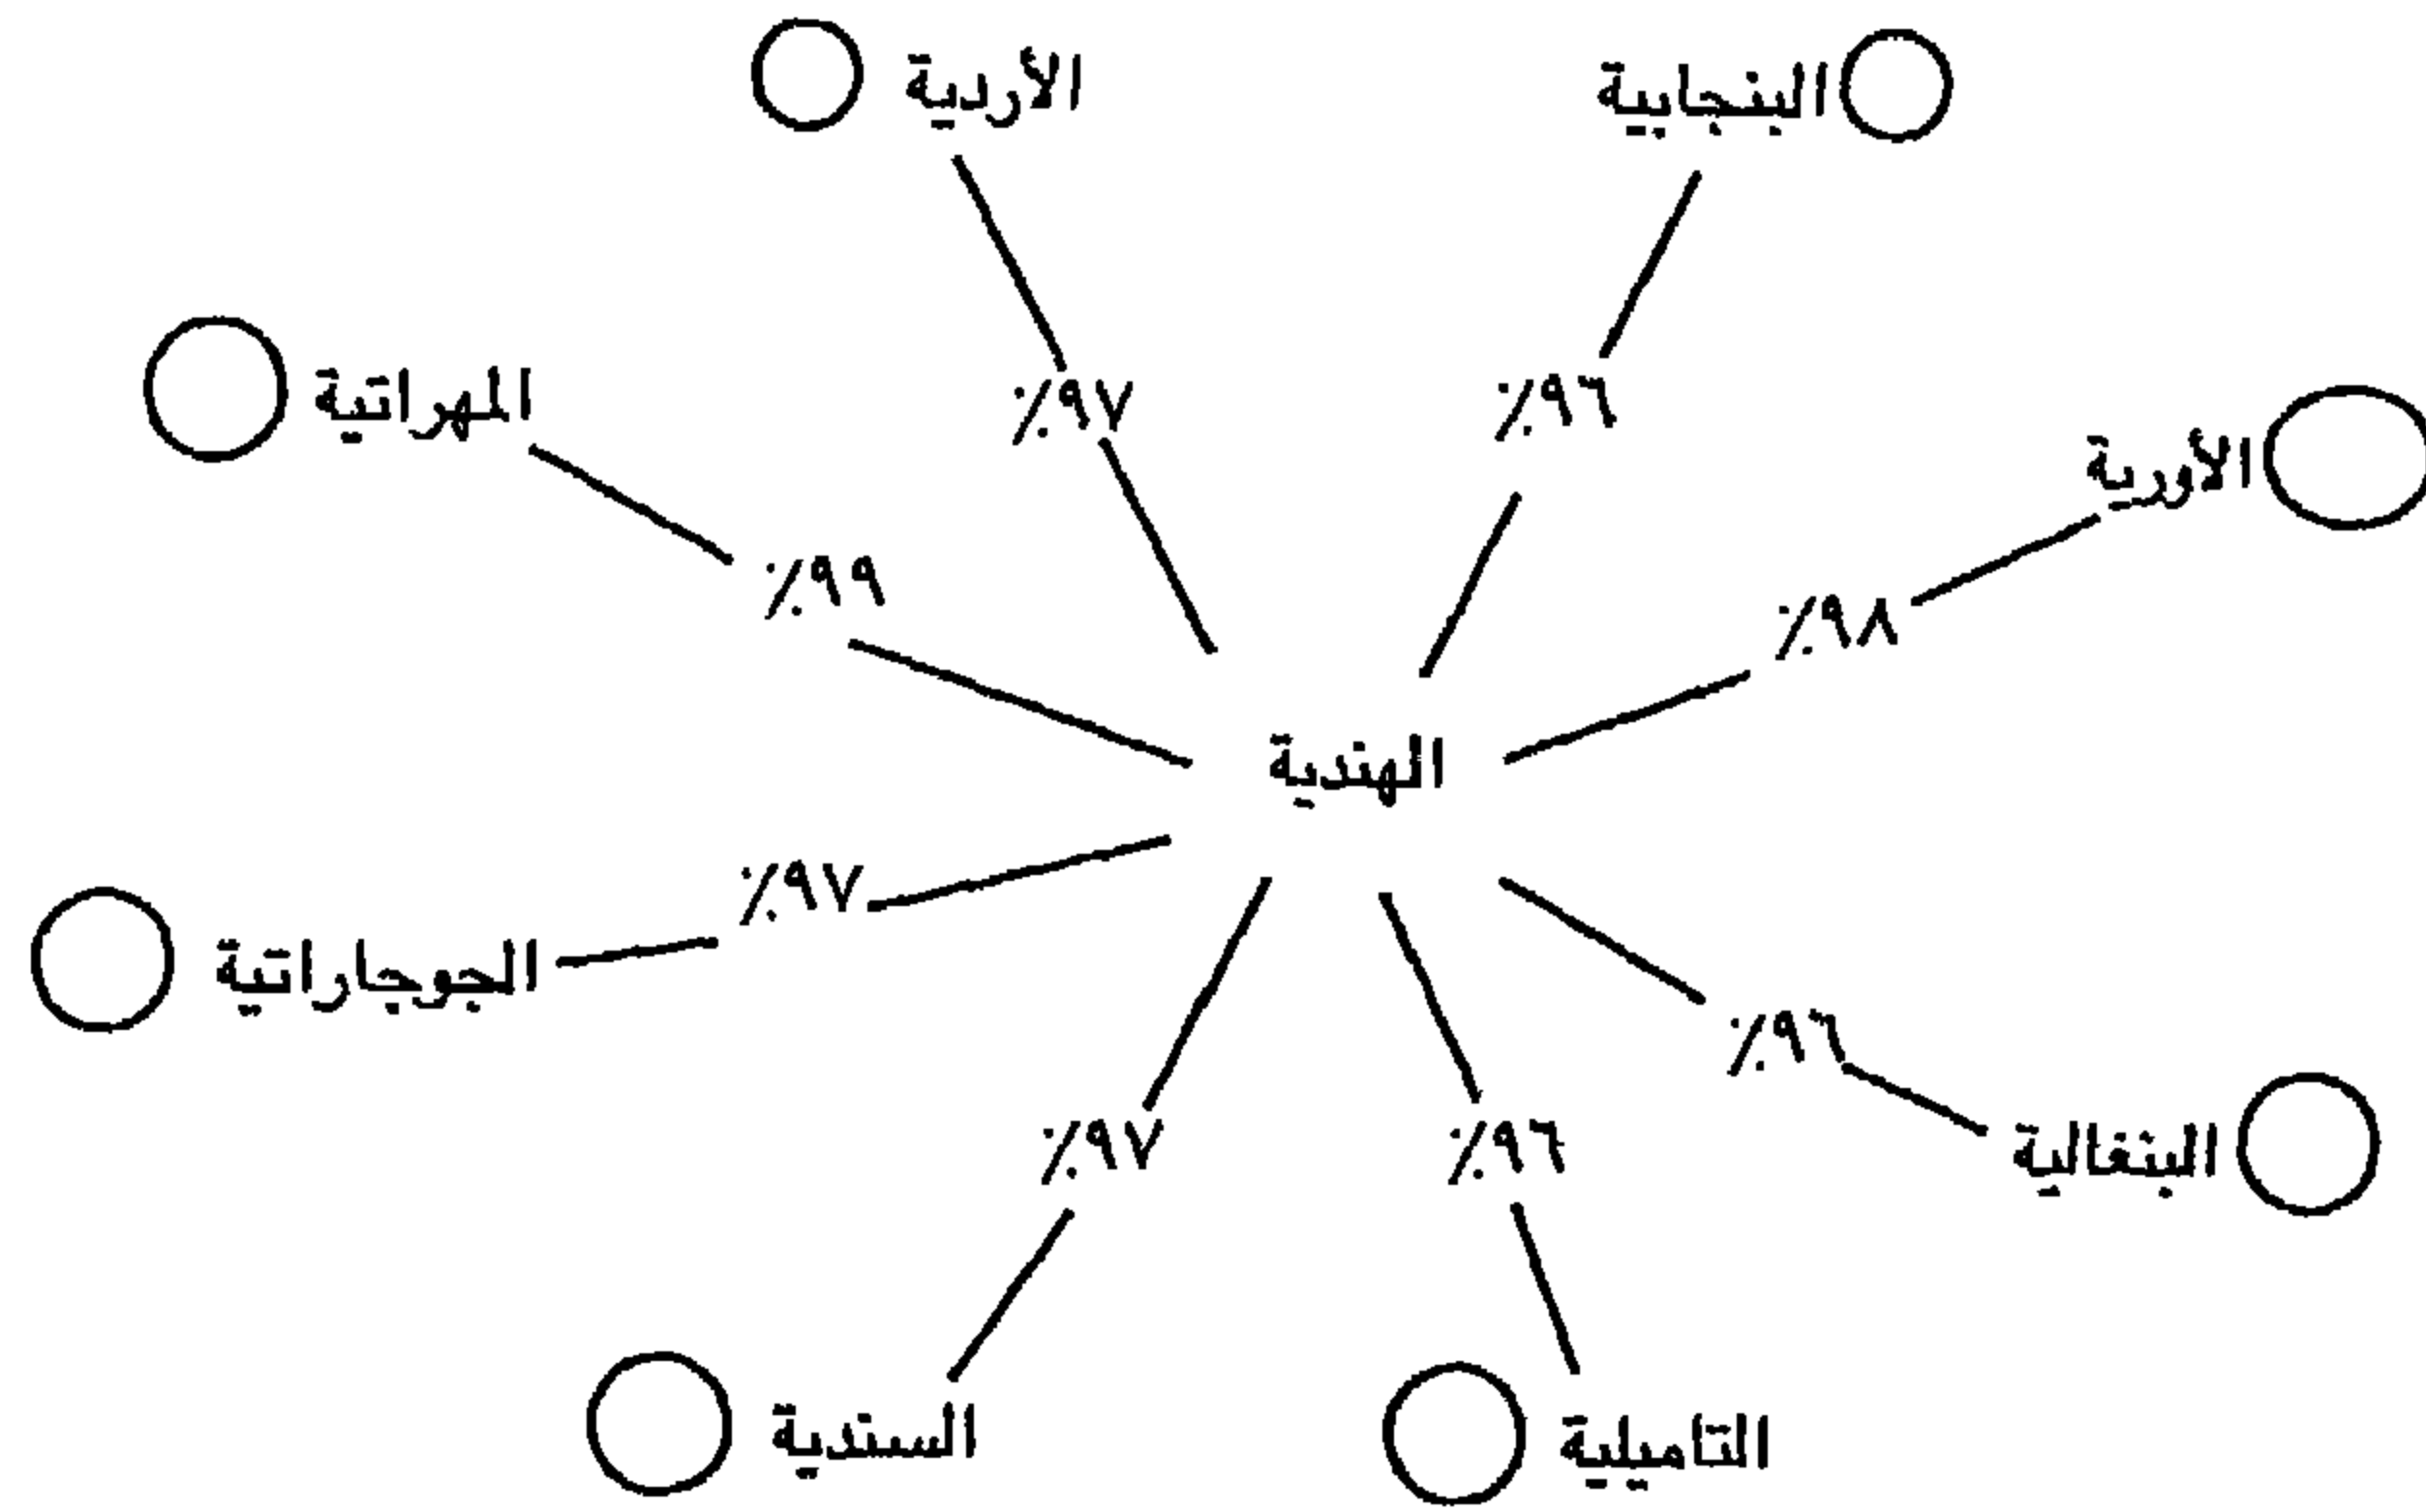 البنجابية
الأردية
٩٦٪
٩٧٪
المهراتية
الأورية
٩٩٪
٩٨٪
الهندية
٩٧٪
الجوجاراتية
٩٦٪
البنغالية
٩٦٪
٩٧٪
التاميلية
السندية